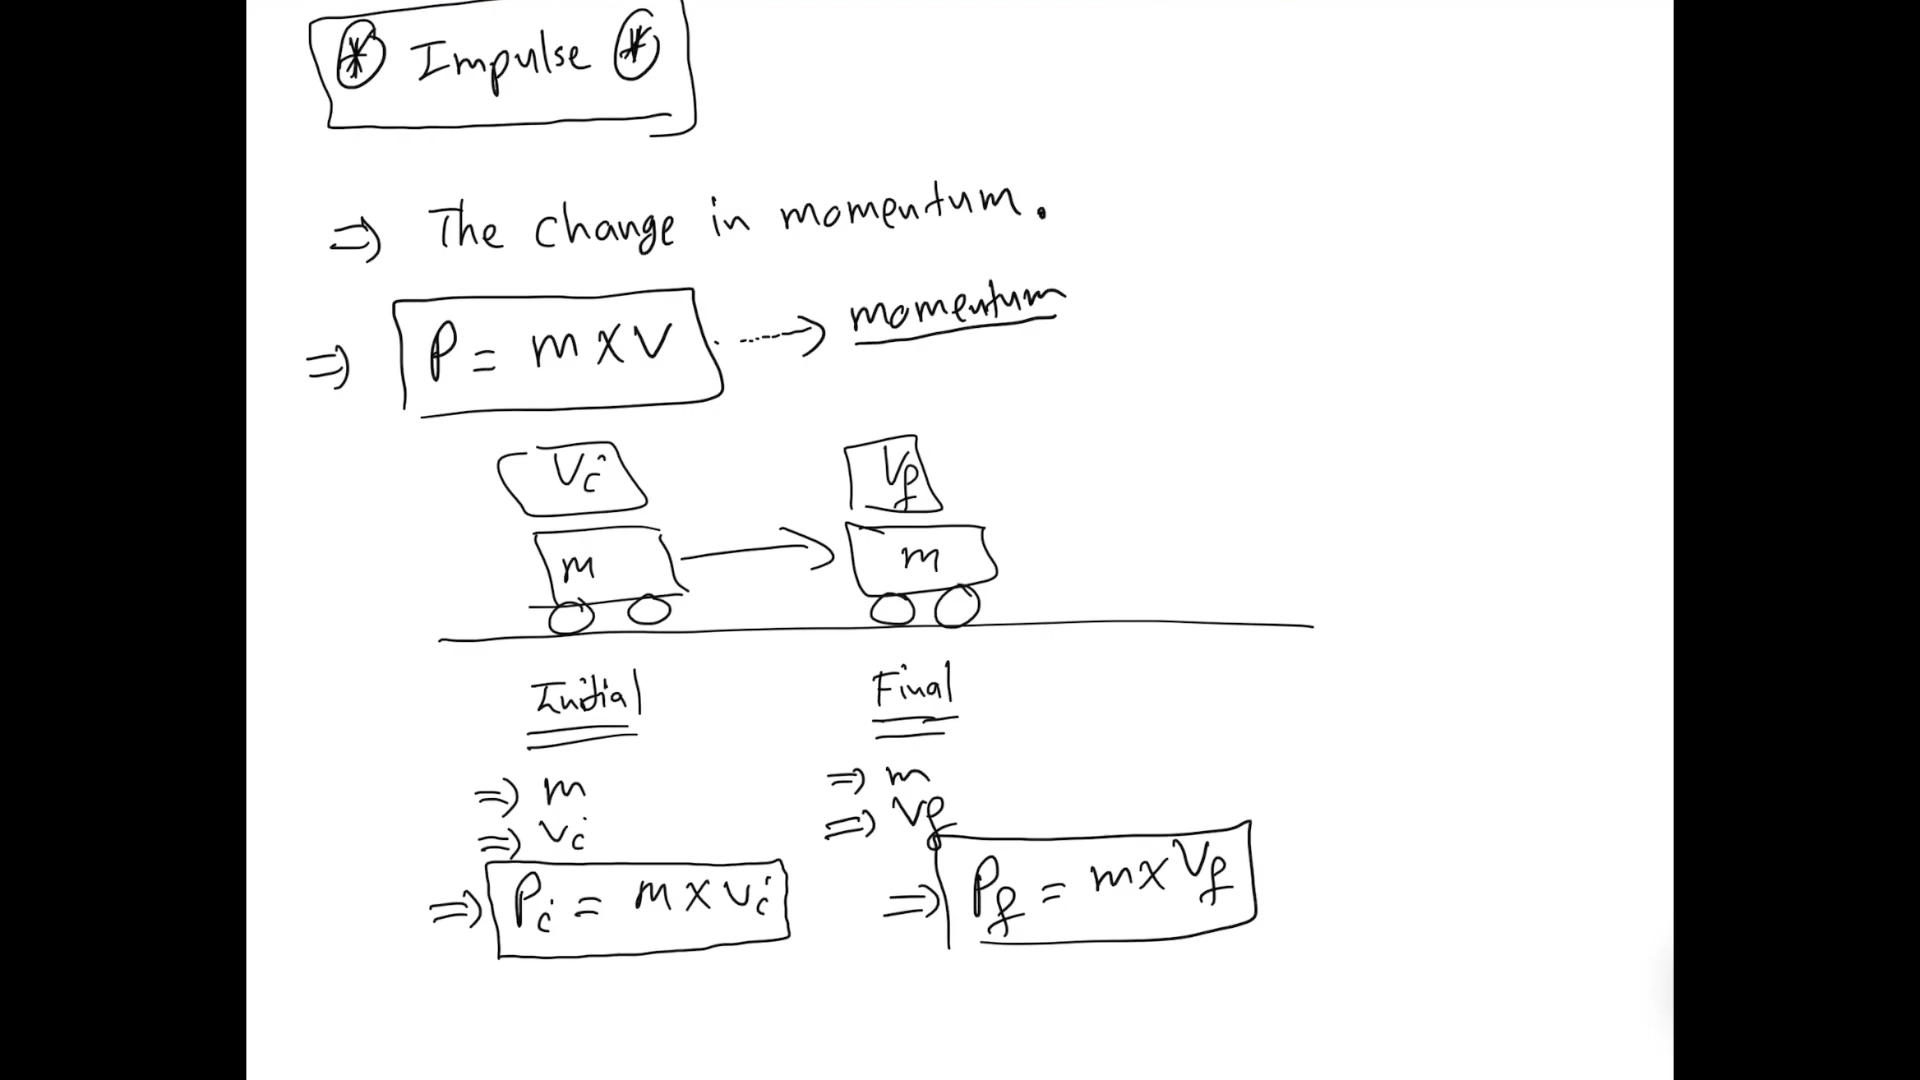 * Impulse *
⇒ The change in momentum.
⇒ P = m x v ⇢ momentum
Vi
Vf
m → m
Initial
Final
⇒ m
⇒ Vi
⇒ Pi = m x vi
⇒ m
⇒ Vf
⇒ Pf = m x Vf